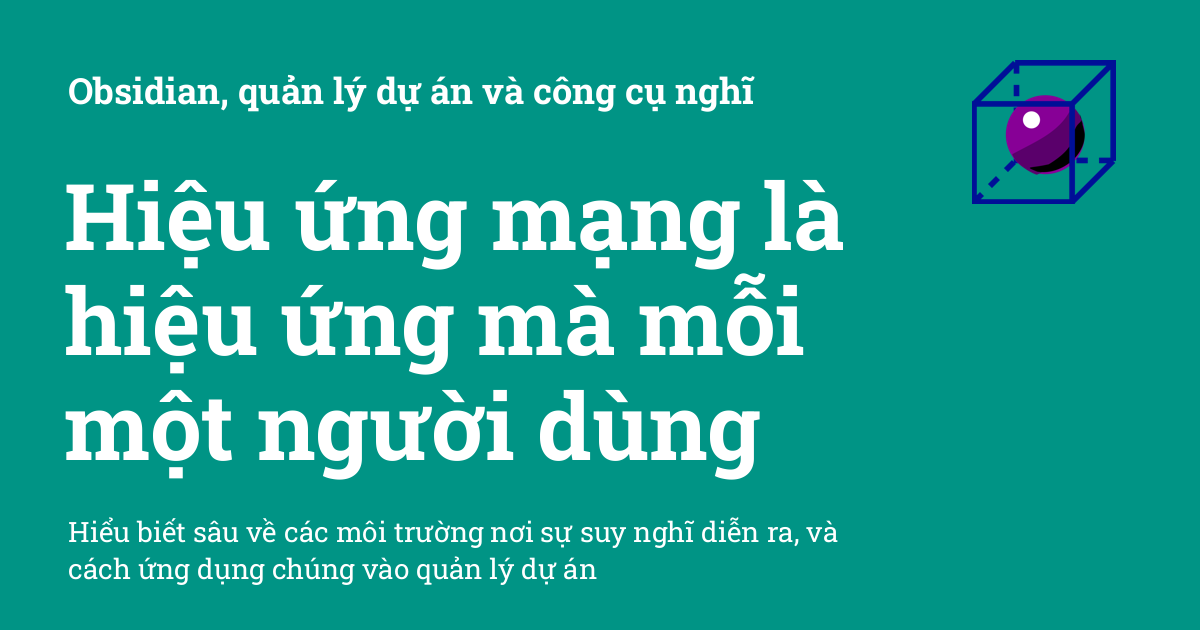 Obsidian, quản lý dự án và công cụ nghĩ
Hiệu ứng mạng là
hiệu ứng mà mỗi
một người dùng
Hiểu biết sâu về các môi trường nơi sự suy nghĩ diễn ra, và
cách ứng dụng chúng vào quản lý dự án